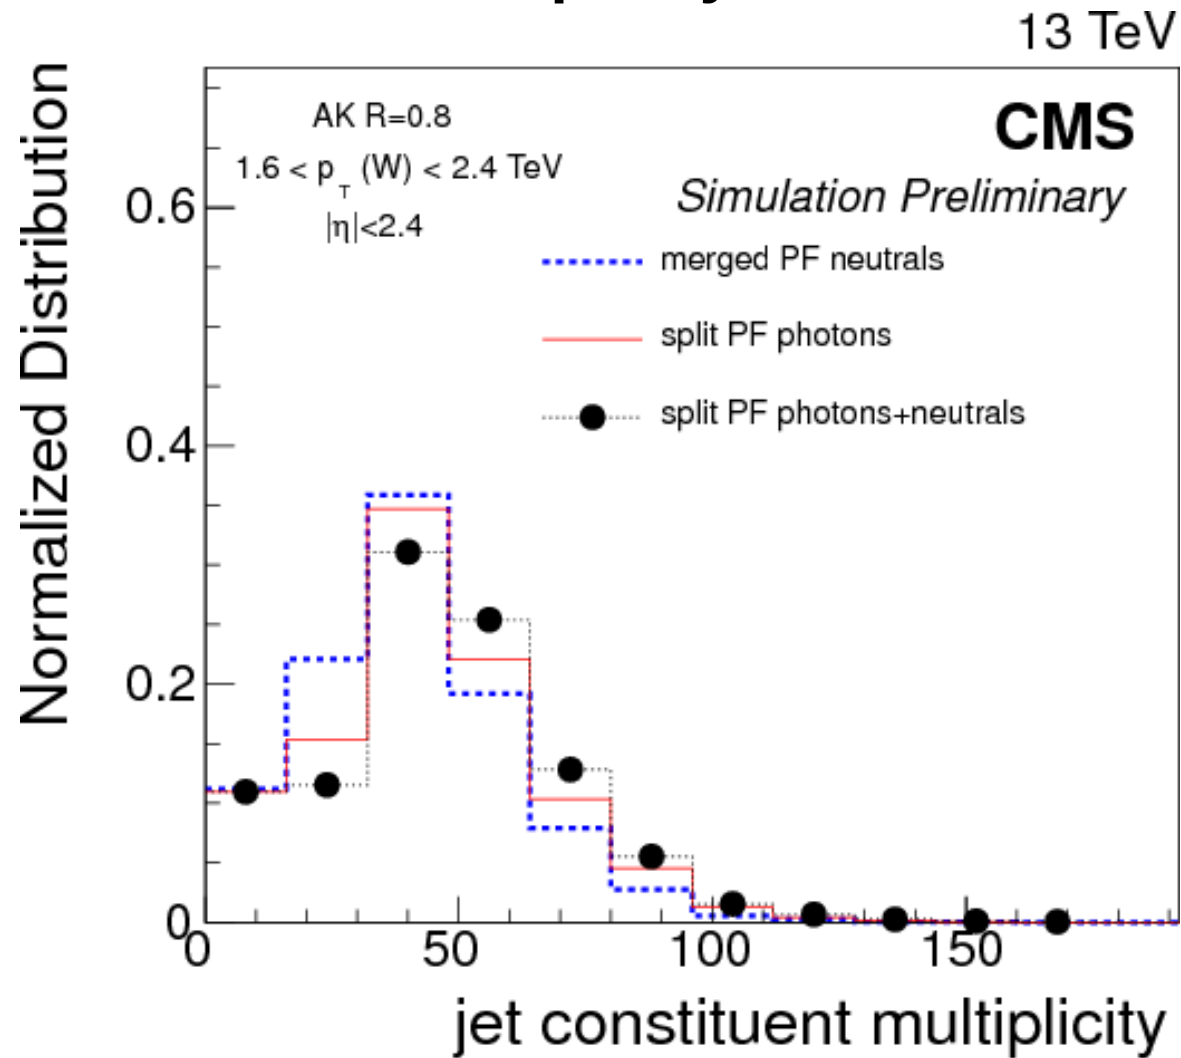 13 TeV
CMS
Simulation Preliminary
AK R=0.8
1.6 < p_T (W) < 2.4 TeV
|η|<2.4
merged PF neutrals
split PF photons
split PF photons+neutrals
Normalized Distribution
0.6
0.4
0.2
0
0 50 100 150
jet constituent multiplicity